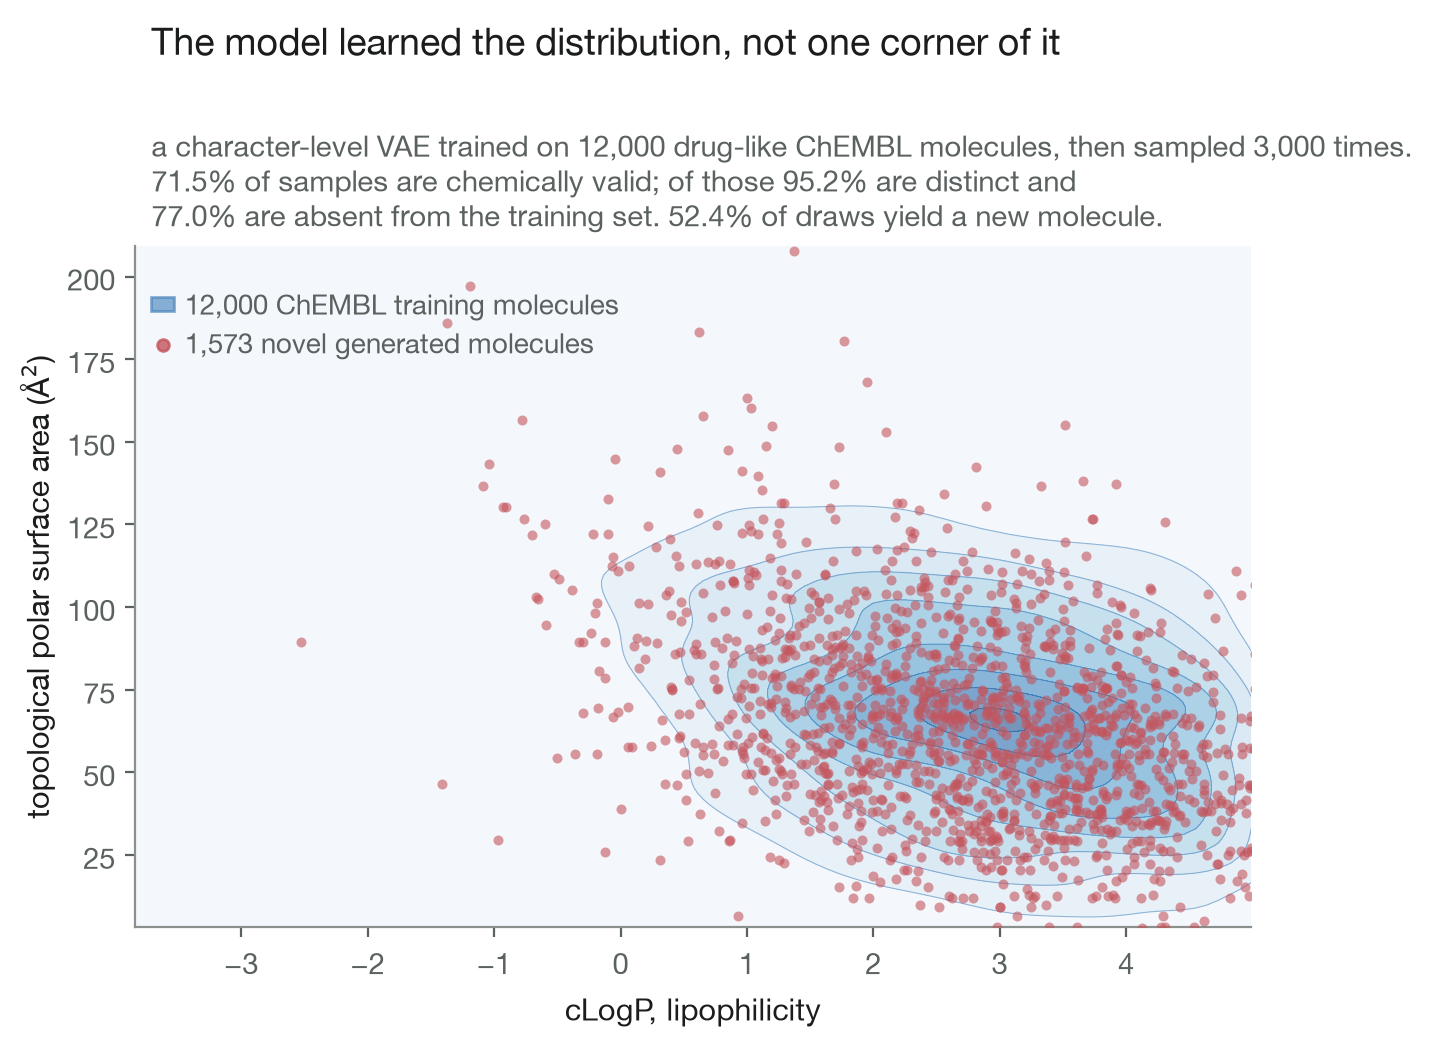 The model learned the distribution, not one corner of it
a character-level VAE trained on 12,000 drug-like ChEMBL molecules, then sampled 3,000 times.
71.5% of samples are chemically valid; of those 95.2% are distinct and
77.0% are absent from the training set. 52.4% of draws yield a new molecule.
12,000 ChEMBL training molecules
1,573 novel generated molecules
topological polar surface area (Å²)
200
175
150
125
100
75
50
25
−3
−2
−1
0
1
2
3
4
cLogP, lipophilicity